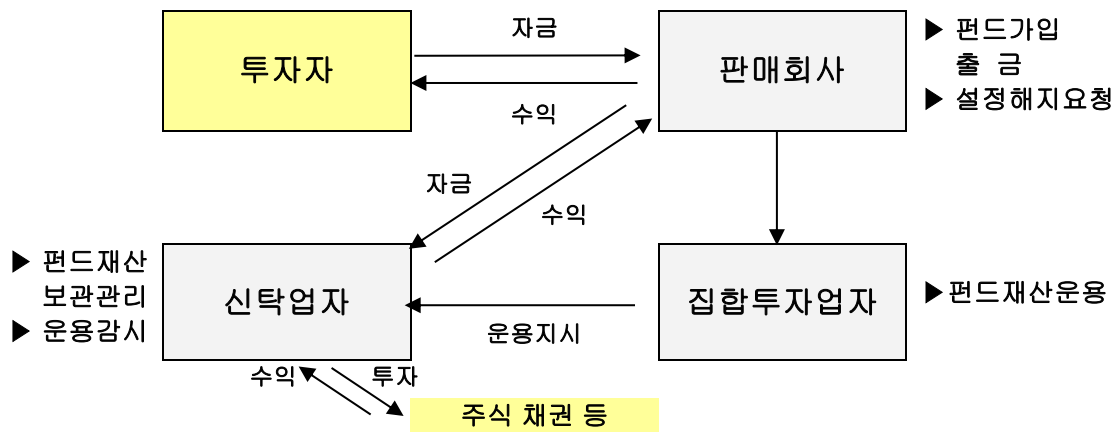 투자자
자금
수익
판매회사
▶ 펀드가입
출 금
▶ 설정해지요청
자금
수익
▶ 펀드재산
보관관리
▶ 운용감시
신탁업자
운용지시
집합투자업자
▶펀드재산운용
수익
투자
주식 채권 등